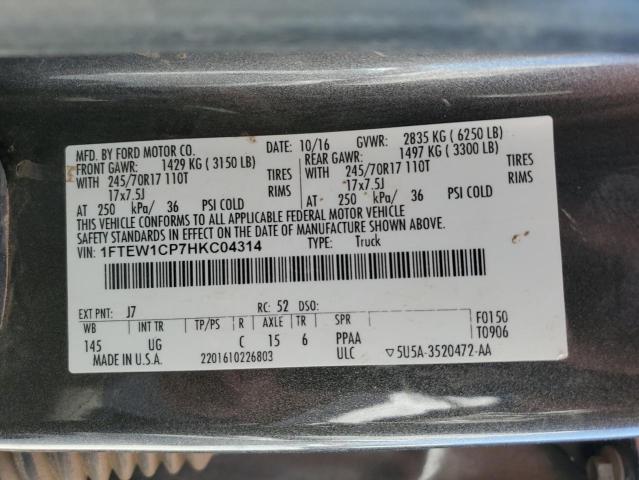 MFD. BY FORD MOTOR CO. DATE: 10/16 GVWR: 2835 KG ( 6250 LB)
FRONT GAWR: 1429 KG ( 3150 LB) REAR GAWR: 1497 KG ( 3300 LB)
WITH 245/70R17 110T TIRES WITH 245/70R17 110T TIRES
17x7.5J RIMS 17x7.5J RIMS
AT 250 kPa/ 36 PSI COLD AT 250 kPa/ 36 PSI COLD
THIS VEHICLE CONFORMS TO ALL APPLICABLE FEDERAL MOTOR VEHICLE
SAFETY STANDARDS IN EFFECT ON THE DATE OF MANUFACTURE SHOWN ABOVE.
VIN: 1FTEW1CP7HKC04314 TYPE: Truck
EXT PNT: J7 RC: 52 DSO:
WB INT TR TP/PS R AXLE TR SPR F0150
145 UG C 15 6 PPAA T0906
MADE IN U.S.A. 2201610226803 ULC ▽5U5A-3520472-AA